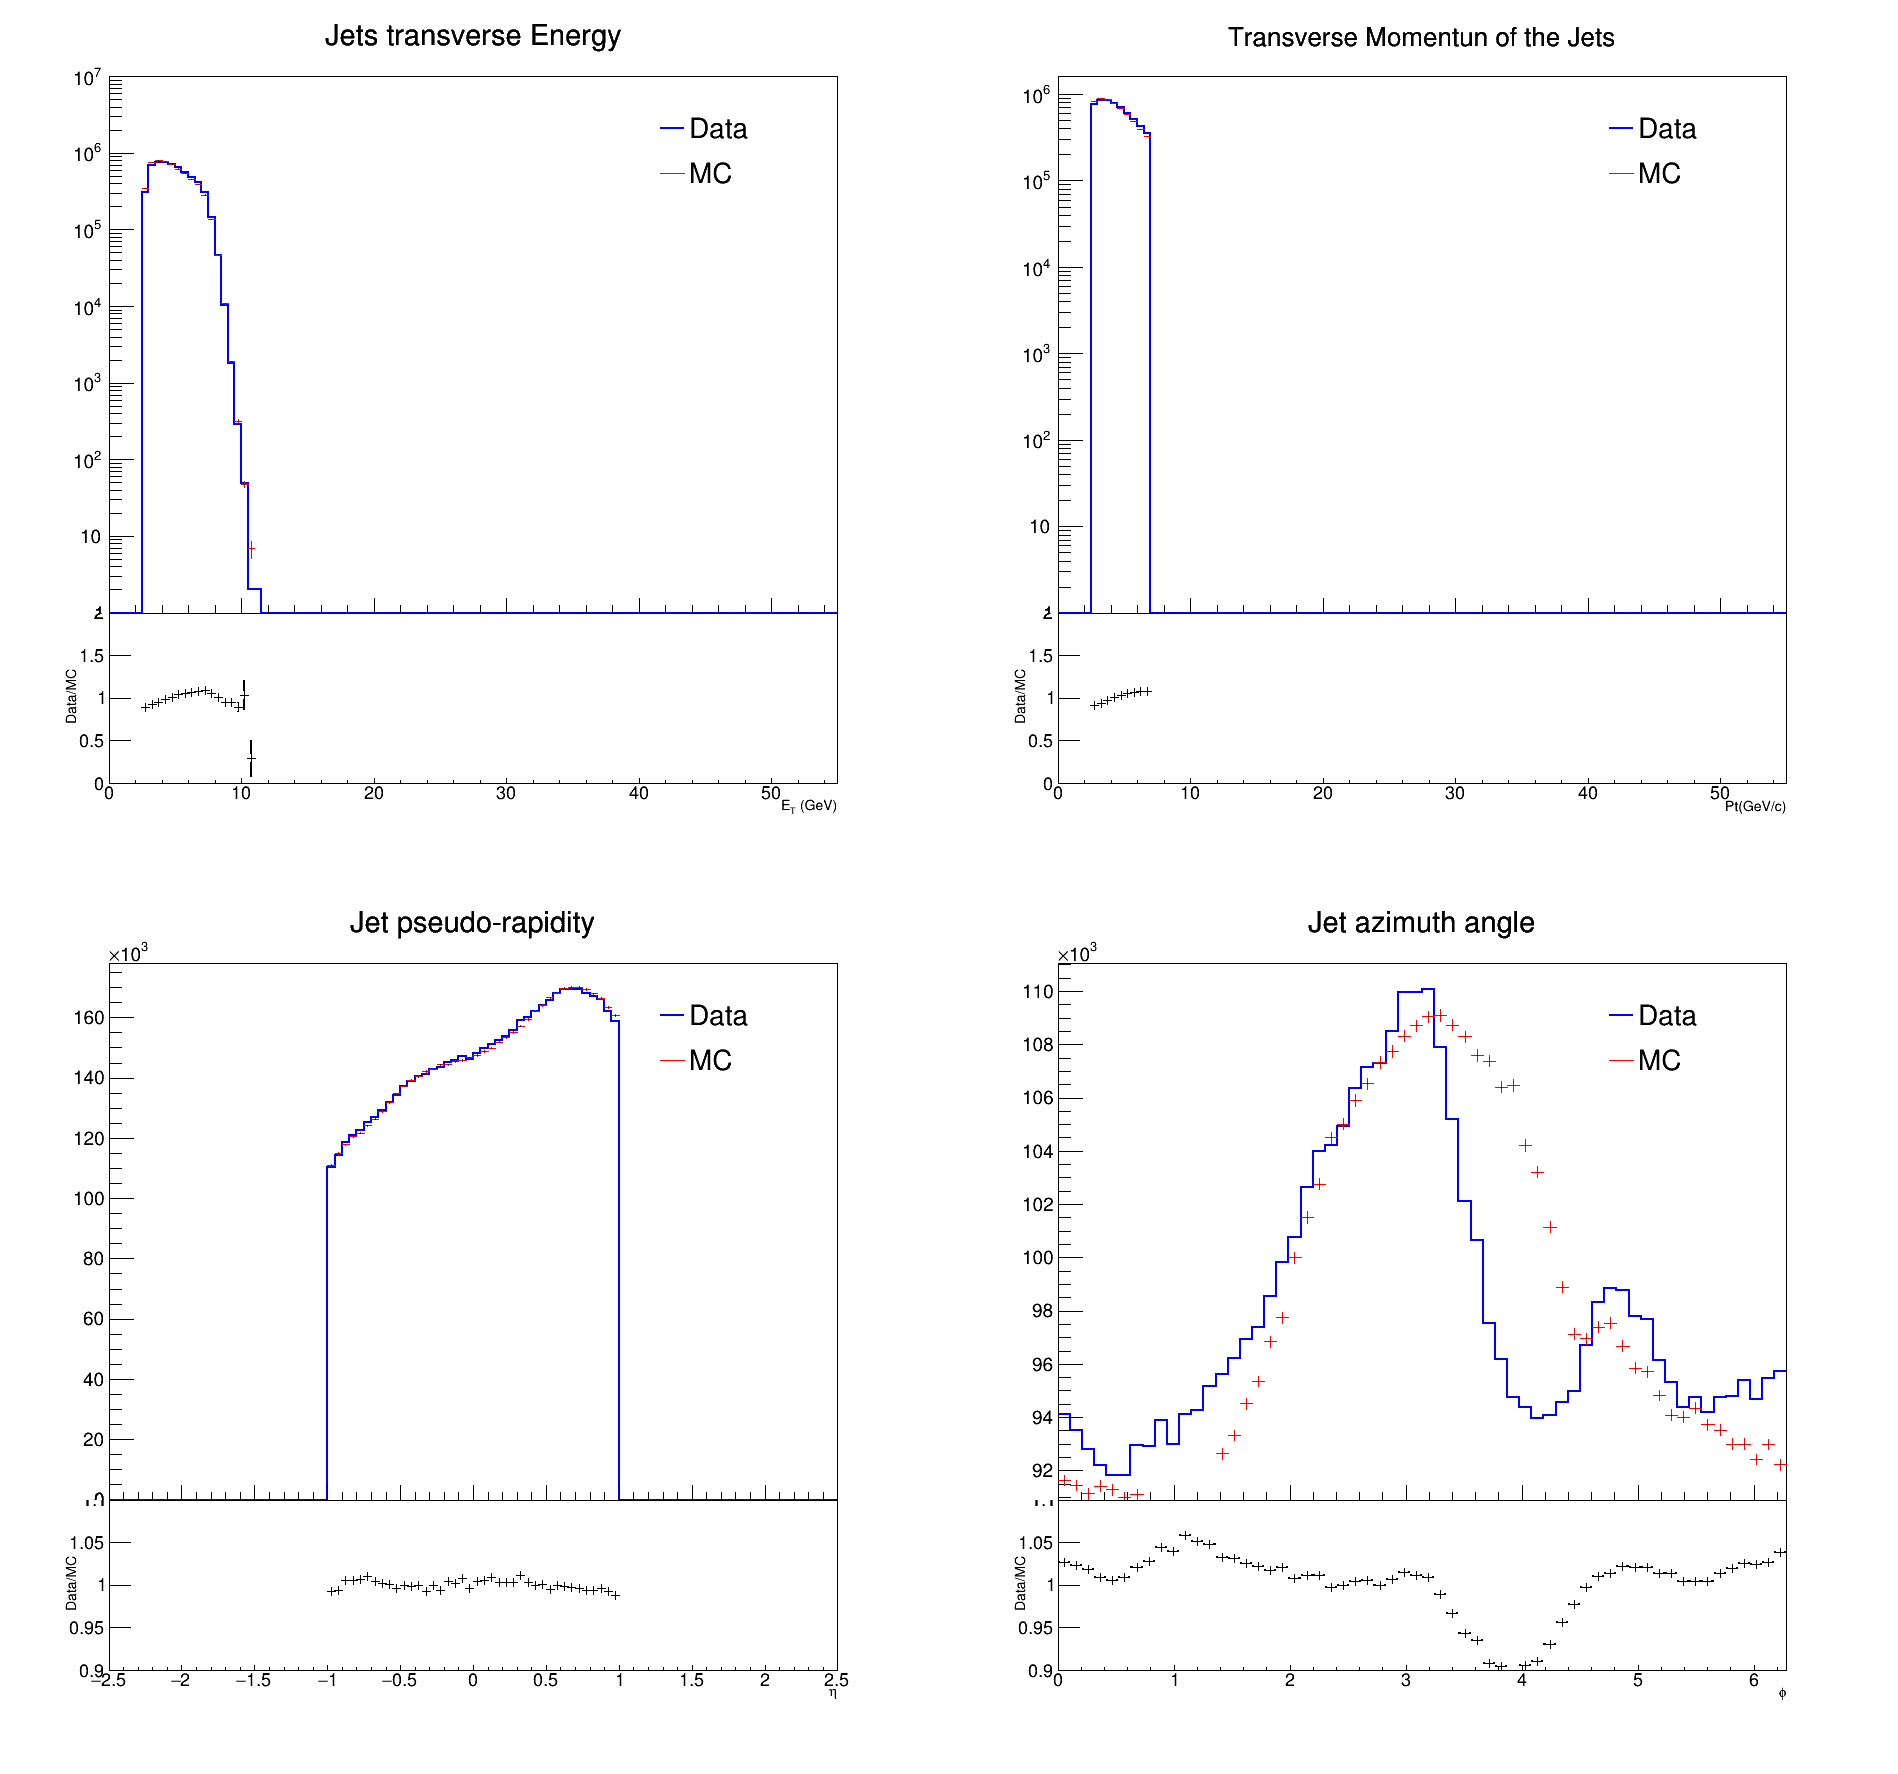 Jets transverse Energy
10^7
10^6
10^5
10^4
10^3
10^2
10
1
Data
MC
2
1.5
1
0.5
0
Data/MC
0 10 20 30 40 50
E_T (GeV)
Transverse Momentun of the Jets
10^6
10^5
10^4
10^3
10^2
10
1
Data
MC
2
1.5
1
0.5
0
Data/MC
0 10 20 30 40 50
Pt(GeV/c)
Jet pseudo-rapidity
×10^3
160
140
120
100
80
60
40
20
0
Data
MC
1.05
1
0.95
0.9
Data/MC
−2.5 −2 −1.5 −1 −0.5 0 0.5 1 1.5 2 2.5
η
Jet azimuth angle
×10^3
110
108
106
104
102
100
98
96
94
92
Data
MC
1.05
1
0.95
0.9
Data/MC
0 1 2 3 4 5 6
ϕ